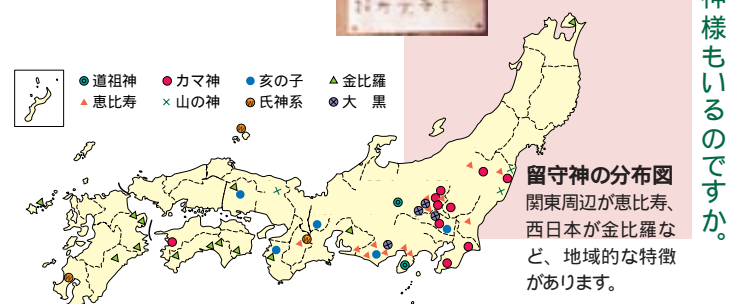 様もいるのですか。
道祖神 カマ神 亥の子 金比羅
恵比寿 山の神 氏神系 大 黒
留守神の分布図
関東周辺が恵比寿、
西日本が金比羅な
ど、地域的な特徴
があります。